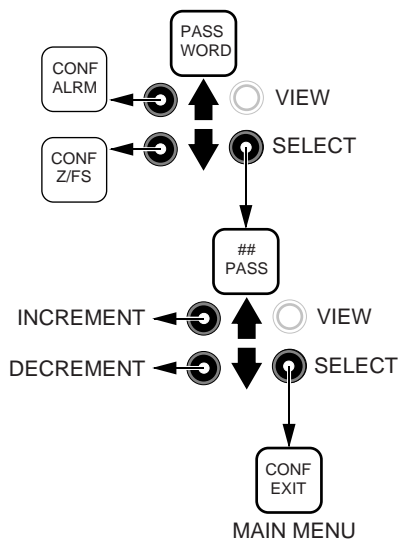 PASS
WORD
CONF
ALRM
VIEW
CONF
Z/FS
SELECT
##
PASS
INCREMENT
VIEW
DECREMENT
SELECT
CONF
EXIT
MAIN MENU